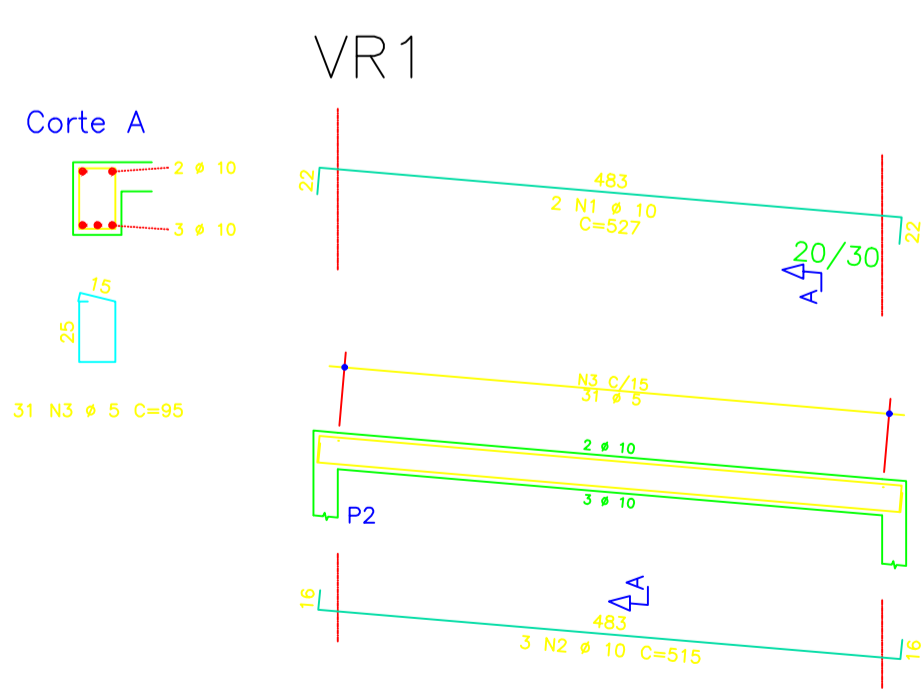 VR1
Corte A
2 ø 10
3 ø 10
15
25
31 N3 ø 5 C=95
22
483
2 N1 ø 10
C=527
22
20/30
A
N3 C/15
31 ø 5
2 ø 10
3 ø 10
P2
A
16
483
3 N2 ø 10 C=515
16